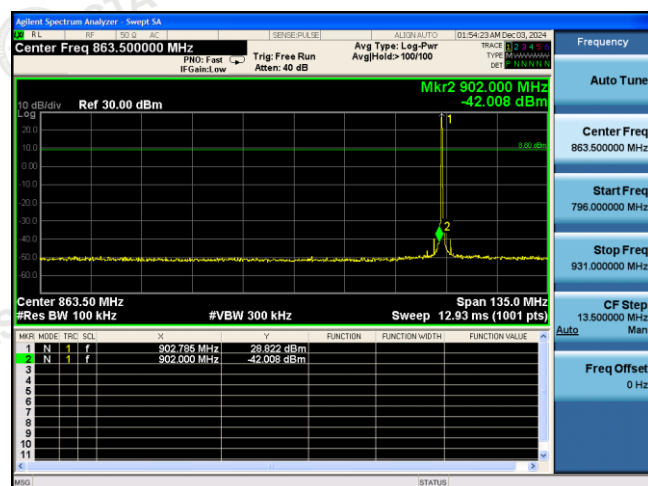 Agilent Spectrum Analyzer - Swept SA
RL RF 50 Ω AC SENSE:PULSE ALIGN AUTO 01:54:23 AM Dec 03, 2024
Center Freq 863.500000 MHz
PNO: Fast
IFGain:Low
Trig: Free Run
Atten: 40 dB
Avg Type: Log-Pwr
Avg|Hold:>100/100
TRACE 1 2 3 4 5 6
TYPE
DET P N N N N N
Mkr2 902.000 MHz
-42.008 dBm
10 dB/div Ref 30.00 dBm
Log
20.0
10.0
0.00
-10.0
-20.0
-30.0
-40.0
-50.0
-60.0
1
2
Center 863.50 MHz
Span 135.0 MHz
#Res BW 100 kHz #VBW 300 kHz Sweep 12.93 ms (1001 pts)
MKR MODE TRC SCL X Y FUNCTION FUNCTION WIDTH FUNCTION VALUE
1 N 1 f 902.785 MHz 28.822 dBm
2 N 1 f 902.000 MHz -42.008 dBm
3
4
5
6
7
8
9
10
11
MSG STATUS
Frequency
Auto Tune
Center Freq
863.500000 MHz
Start Freq
796.000000 MHz
Stop Freq
931.000000 MHz
CF Step
13.500000 MHz
Auto Man
Freq Offset
0 Hz